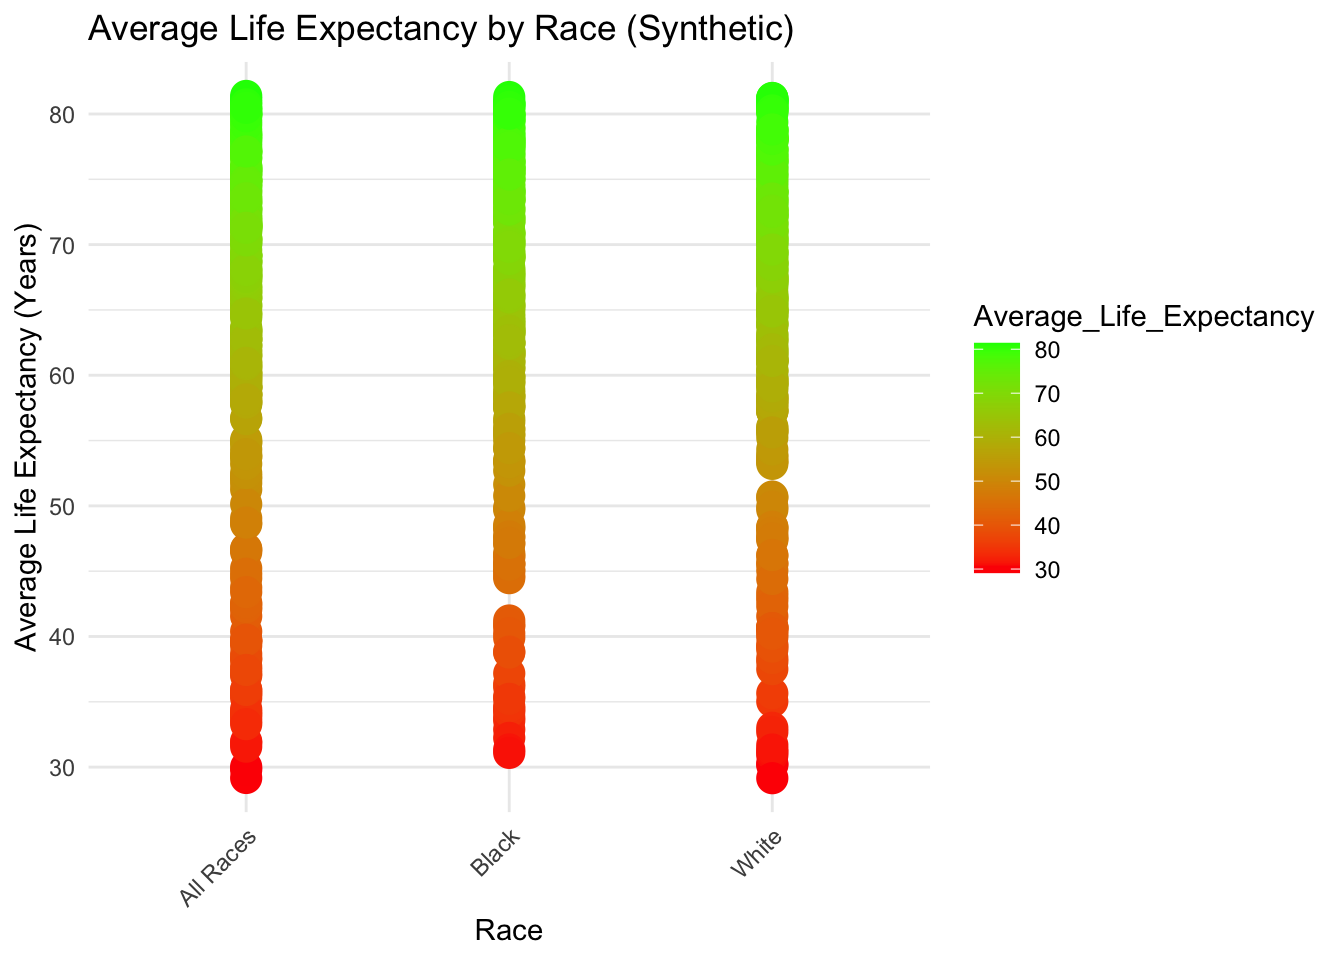 Average Life Expectancy by Race (Synthetic)
Average Life Expectancy (Years)
80
70
60
50
40
30
All Races
Black
White
Race
Average_Life_Expectancy
80
70
60
50
40
30